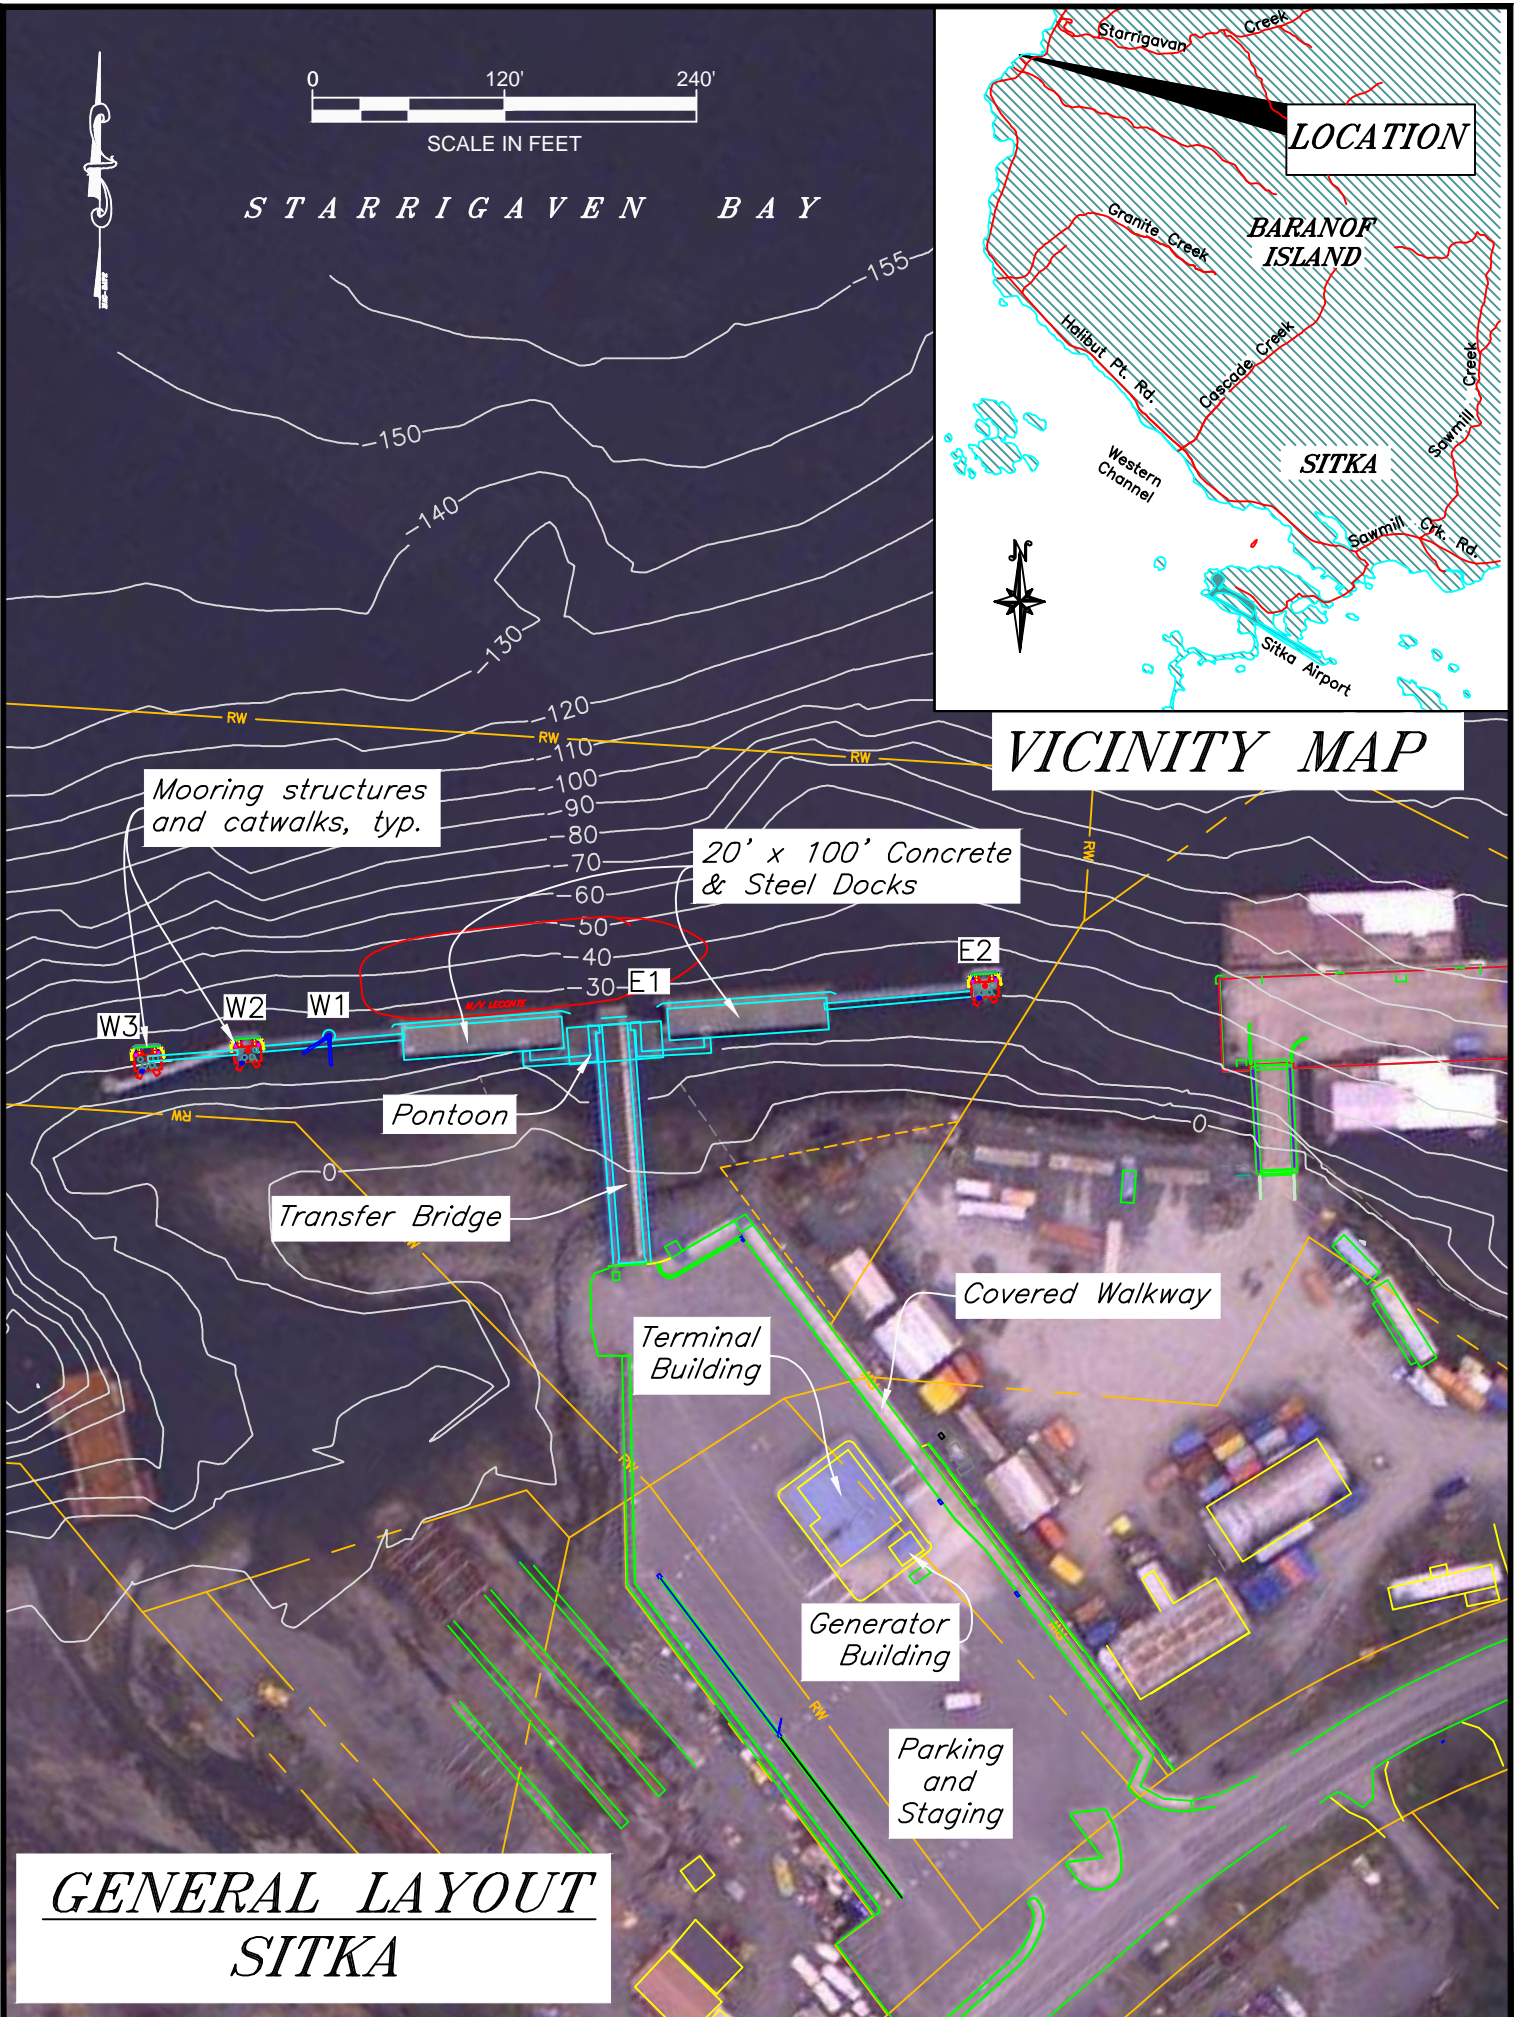 0 120' 240'
SCALE IN FEET
STARRIGAVEN BAY
Starrigavan Creek
LOCATION
BARANOF
ISLAND
Granite Creek
Halibut Pt. Rd.
Cascade Creek
Sawmill Creek
SITKA
Western
Channel
Sawmill Crk. Rd.
N
Sitka Airport
VICINITY MAP
-155
-150
-140
-130
-120
-110
-100
-90
-80
-70
-60
-50
-40
-30
RW
RW
RW
RW
Mooring structures
and catwalks, typ.
20' x 100' Concrete
& Steel Docks
E2
E1
W1
W2
W3
M/V LECONTE
RW
Pontoon
0
0
Transfer Bridge
Covered Walkway
Terminal
Building
RW
Generator
Building
RW
Parking
and
Staging
GENERAL LAYOUT
SITKA